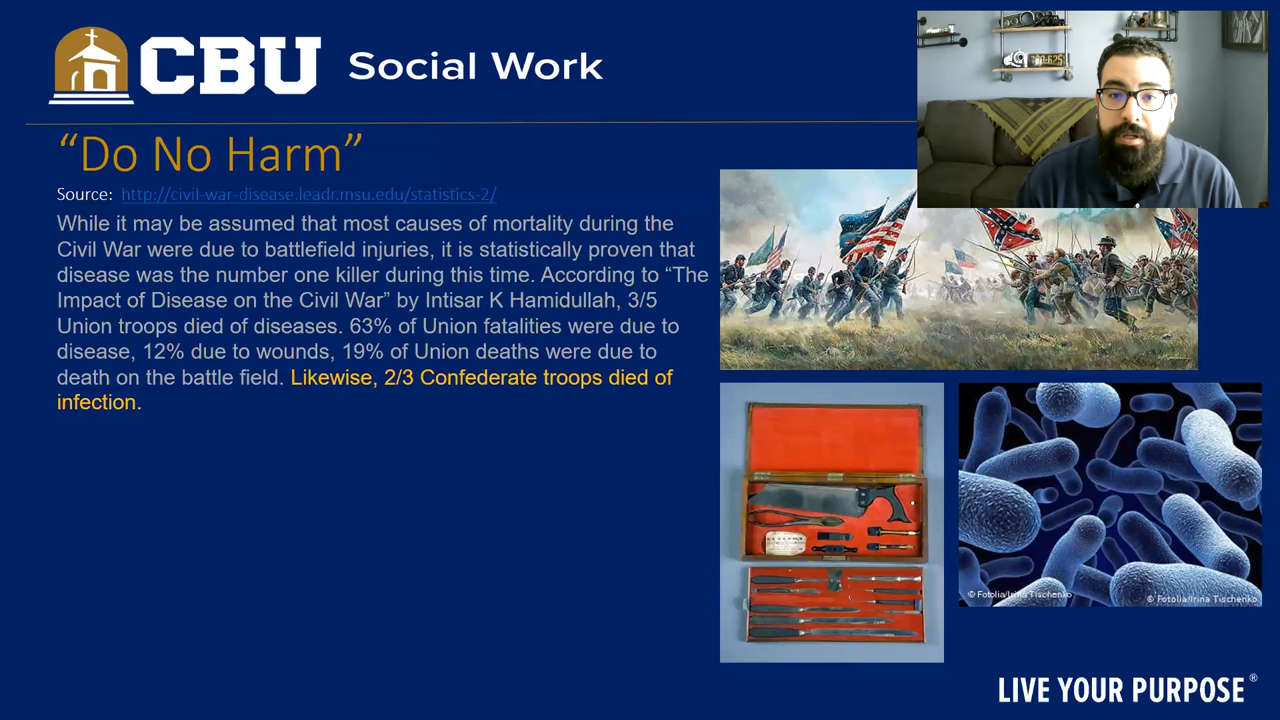 CBU Social Work
“Do No Harm”
Source: http://civil-war-disease.leadr.msu.edu/statistics-2/
While it may be assumed that most causes of mortality during the
Civil War were due to battlefield injuries, it is statistically proven that
disease was the number one killer during this time. According to “The
Impact of Disease on the Civil War” by Intisar K Hamidullah, 3/5
Union troops died of diseases. 63% of Union fatalities were due to
disease, 12% due to wounds, 19% of Union deaths were due to
death on the battle field. Likewise, 2/3 Confederate troops died of
infection.
© Fotolia/Irina Tischenko
© Fotolia/Irina Tischenko
LIVE YOUR PURPOSE®